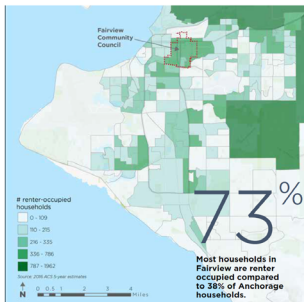 Fairview
Community
Council
73%
# renter-occupied
households
0 - 109
110 - 215
216 - 335
336 - 786
787 - 1962
Source: 2016 ACS 5-year estimates
N
0 0.5 1 2 3 4
Miles
Most households in
Fairview are renter
occupied compared
to 38% of Anchorage
households.